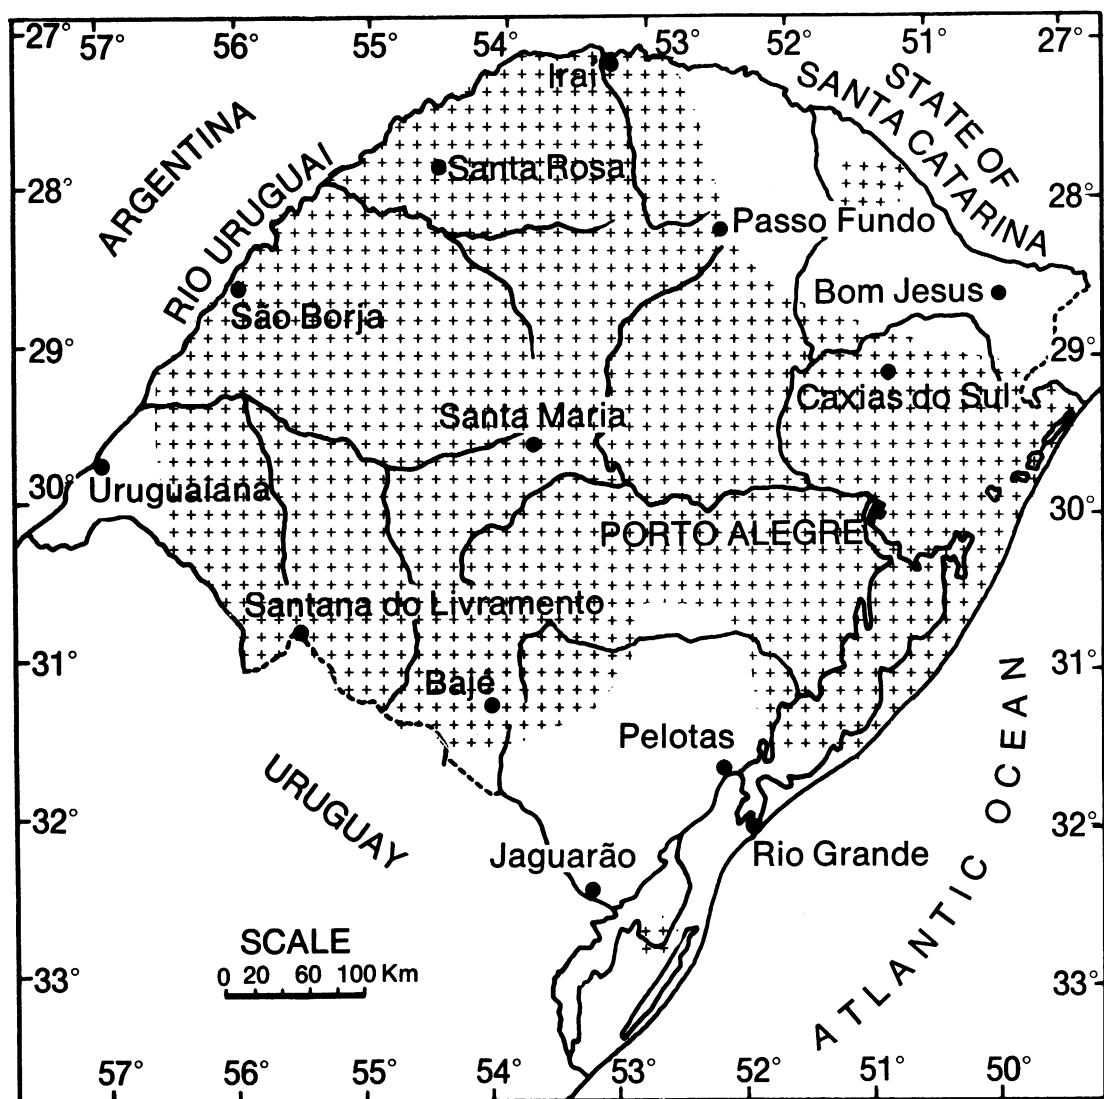 57° 56° 55° 54° 53° 52° 51°
27° 27°
Iraí
STATE OF
SANTA CATARINA
ARGENTINA
RIO URUGUAI
Santa Rosa
28° 28°
Passo Fundo
Bom Jesus
São Borja
29° 29°
Caxias do Sul
Santa Maria
30° Uruguaiana
30°
PORTO ALEGRE
Santana do Livramento
31° 31°
Bajé
Pelotas
URUGUAY
32° 32°
Jaguarão
Rio Grande
ATLANTIC OCEAN
SCALE
0 20 60 100 Km
33° 33°
57° 56° 55° 54° 53° 52° 51° 50°